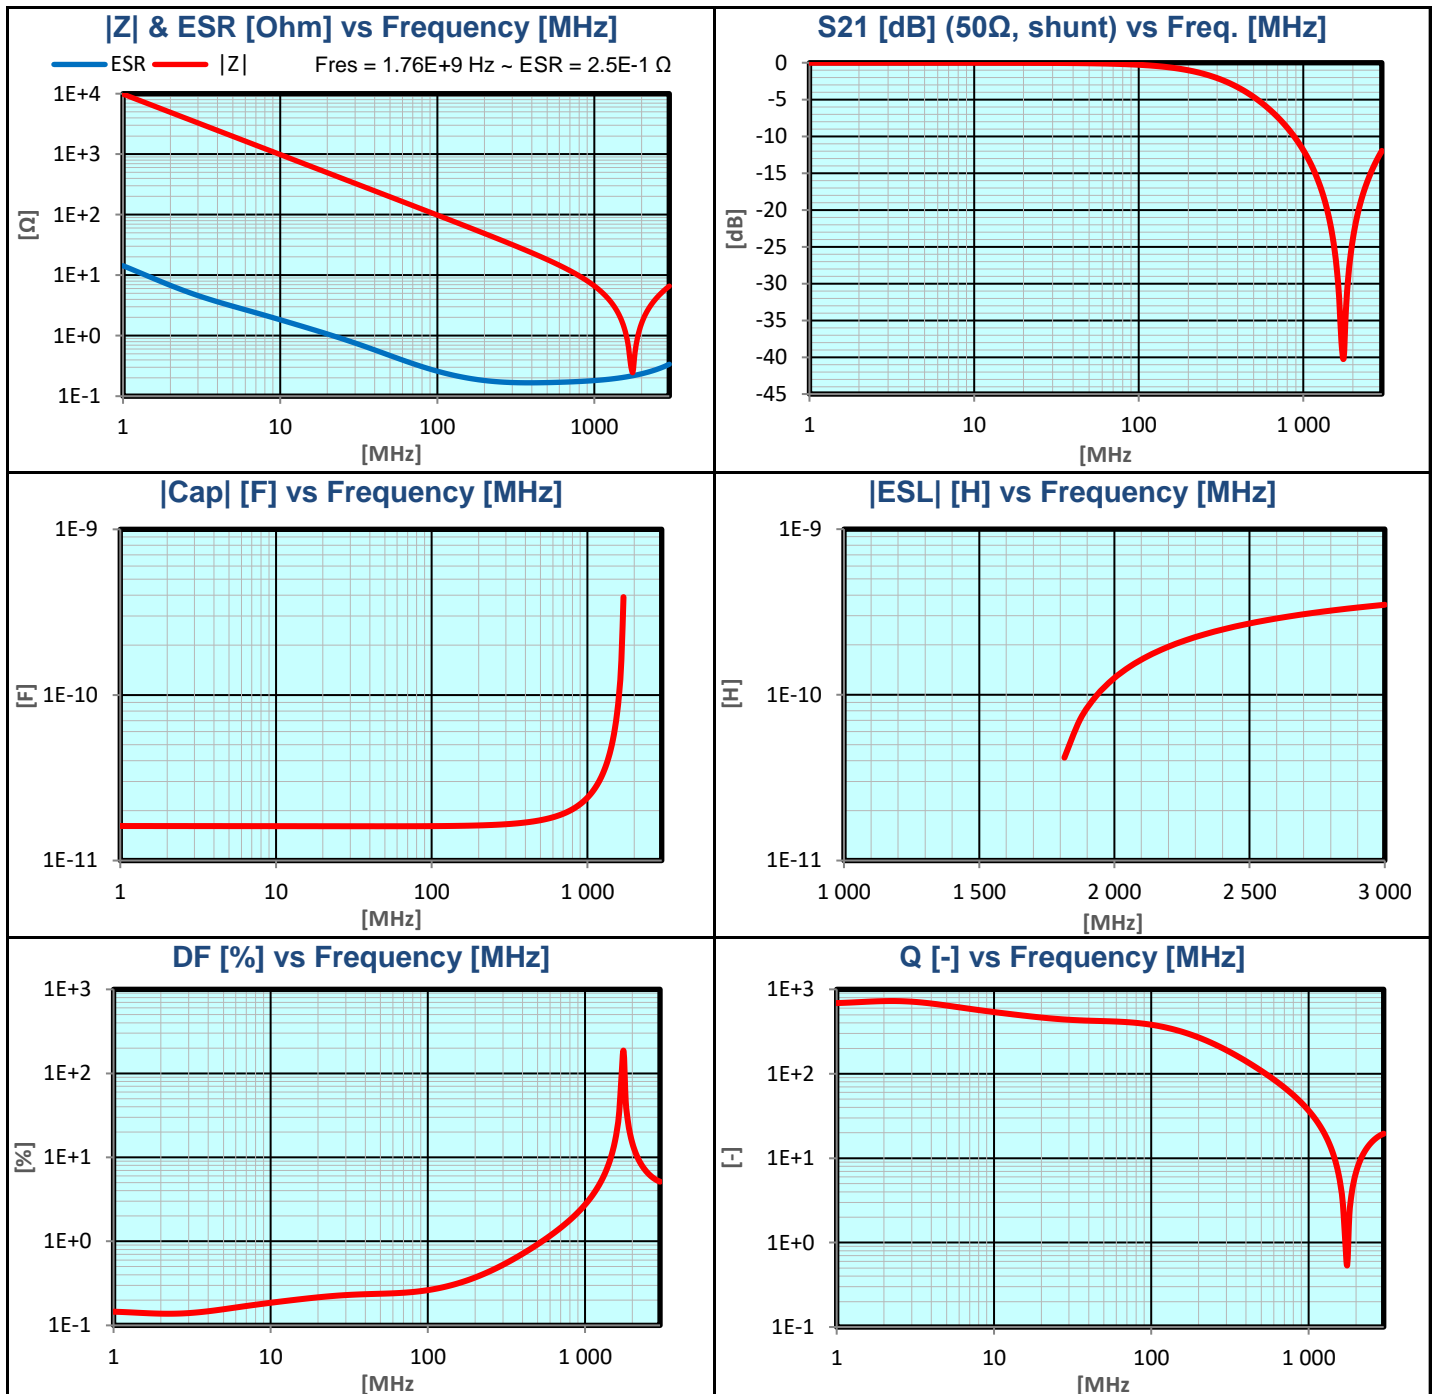 |Z| & ESR [Ohm] vs Frequency [MHz]
ESR |Z| Fres = 1.76E+9 Hz ~ ESR = 2.5E-1 Ω
1E+4
1E+3
1E+2
1E+1
1E+0
1E-1
[Ω]
1 10 100 1000
[MHz]
S21 [dB] (50Ω, shunt) vs Freq. [MHz]
0
-5
-10
-15
-20
-25
-30
-35
-40
-45
[dB]
1 10 100 1 000
[MHz
|Cap| [F] vs Frequency [MHz]
1E-9
1E-10
1E-11
[F]
1 10 100 1 000
[MHz]
|ESL| [H] vs Frequency [MHz]
1E-9
1E-10
1E-11
[H]
1 000 1 500 2 000 2 500 3 000
[MHz]
DF [%] vs Frequency [MHz]
1E+3
1E+2
1E+1
1E+0
1E-1
[%]
1 10 100 1 000
[MHz
Q [-] vs Frequency [MHz]
1E+3
1E+2
1E+1
1E+0
1E-1
[-]
1 10 100 1 000
[MHz